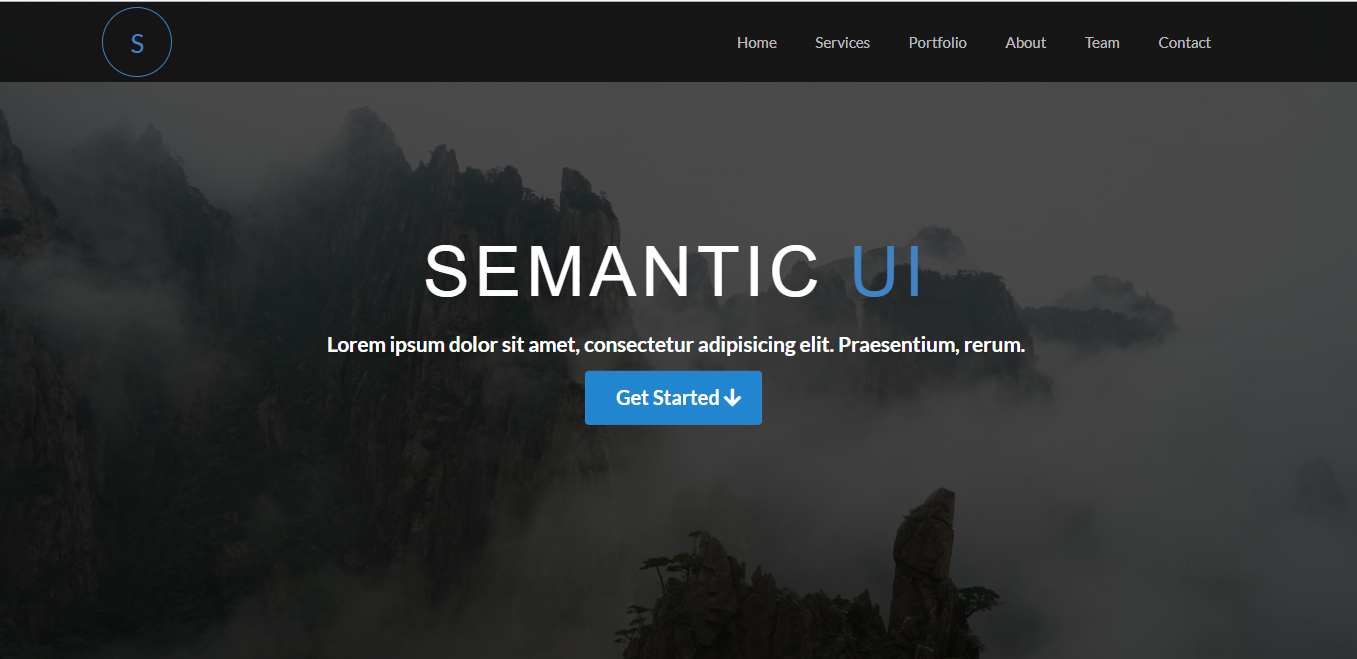 S
Home Services Portfolio About Team Contact
SEMANTIC UI
Lorem ipsum dolor sit amet, consectetur adipisicing elit. Praesentium, rerum.
Get Started